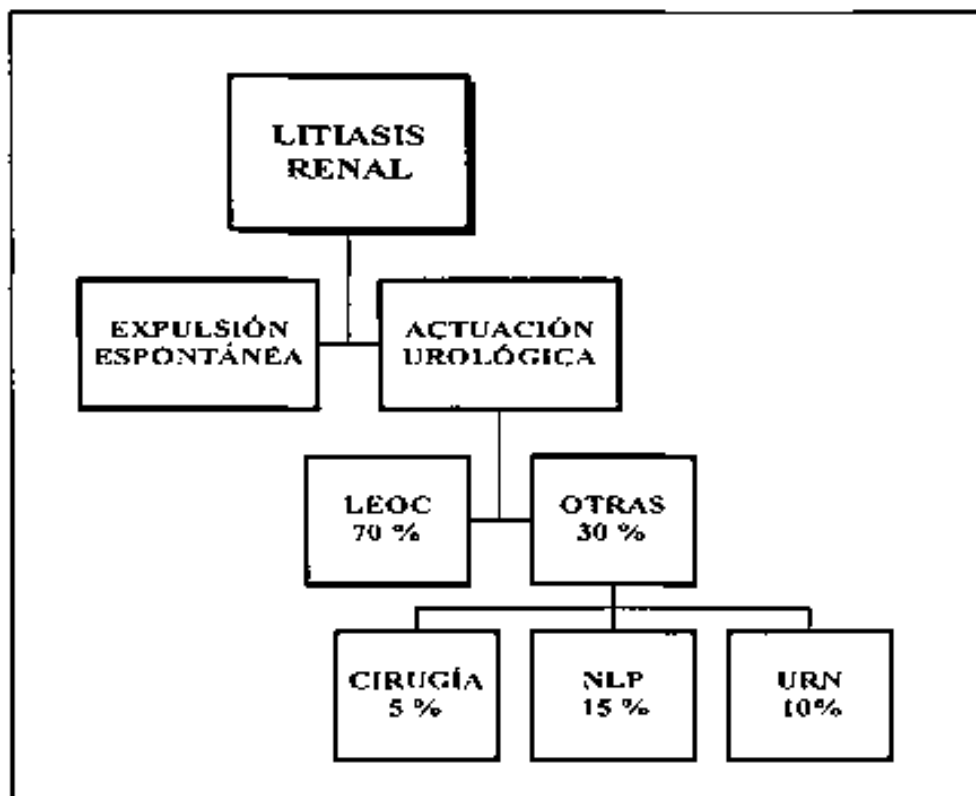 LITIASIS
RENAL
EXPULSIÓN
ESPONTÁNEA
ACTUACIÓN
UROLÓGICA
LEOC
70 %
OTRAS
30 %
CIRUGÍA
5 %
NLP
15 %
URN
10%